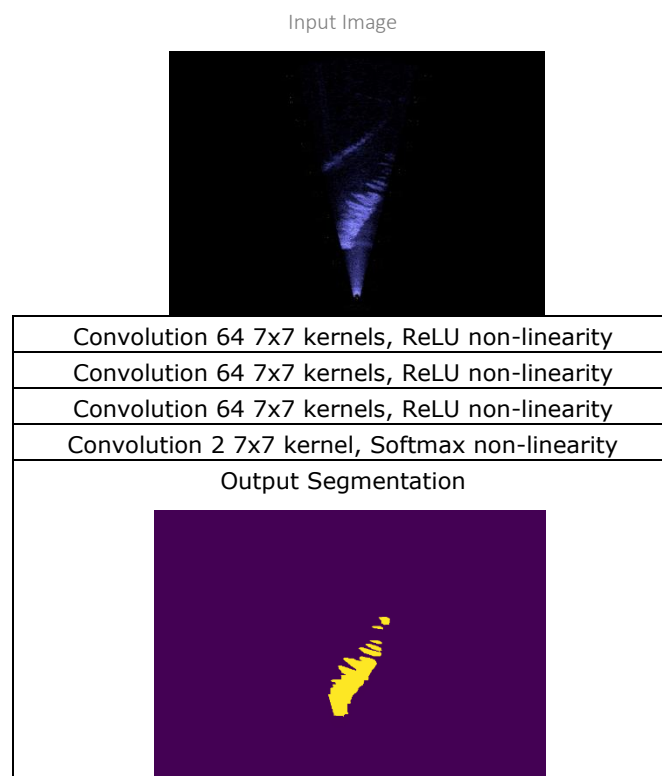 Input Image
Convolution 64 7x7 kernels, ReLU non-linearity
Convolution 64 7x7 kernels, ReLU non-linearity
Convolution 64 7x7 kernels, ReLU non-linearity
Convolution 2 7x7 kernel, Softmax non-linearity
Output Segmentation